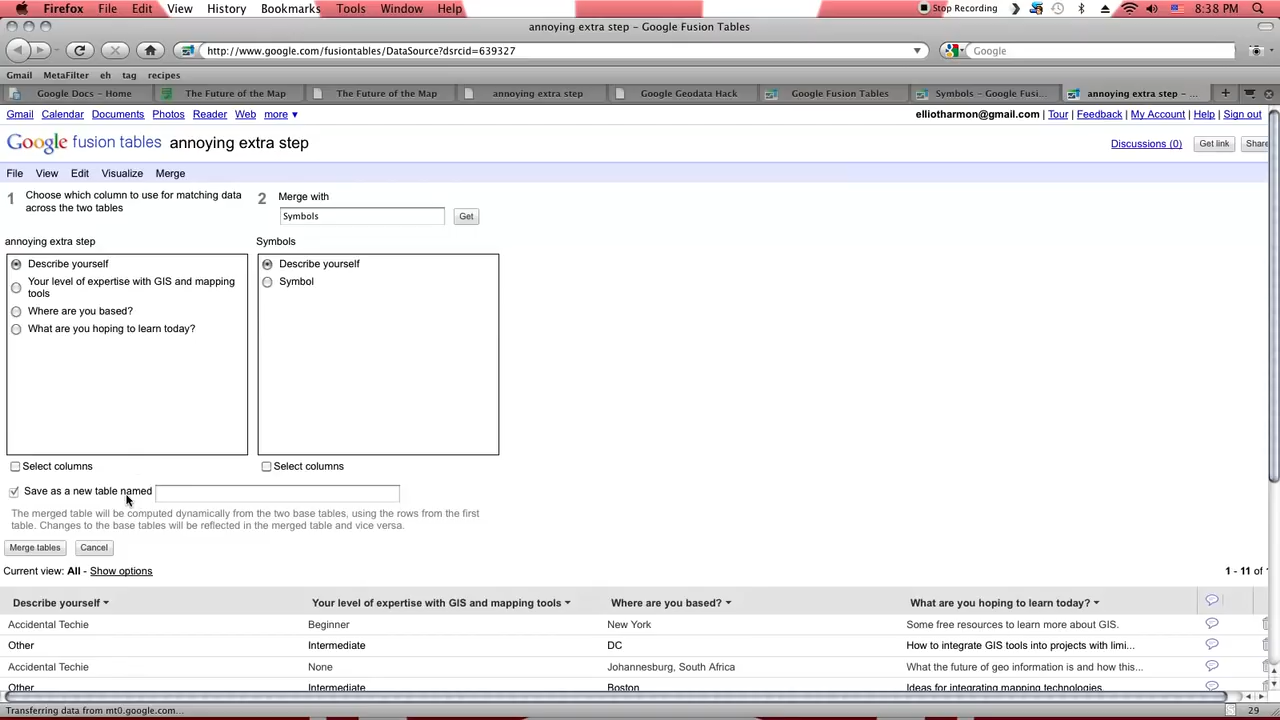 Firefox File Edit View History Bookmarks Tools Window Help Stop Recording 8:38 PM
annoying extra step – Google Fusion Tables
http://www.google.com/fusiontables/DataSource?dsrcid=639327 Google
Gmail MetaFilter eh tag recipes
Google Docs – Home The Future of the Map The Future of the Map annoying extra step Google Geodata Hack Google Fusion Tables Symbols – Google Fusi... annoying extra step – ...
Gmail Calendar Documents Photos Reader Web more ▼ elliotharmon@gmail.com | Tour | Feedback | My Account | Help | Sign out
Google fusion tables annoying extra step Discussions (0) Get link Share
File View Edit Visualize Merge
1 Choose which column to use for matching data
across the two tables
2 Merge with
Symbols Get
annoying extra step
Describe yourself
Your level of expertise with GIS and mapping
tools
Where are you based?
What are you hoping to learn today?
Select columns
Symbols
Describe yourself
Symbol
Select columns
Save as a new table named
The merged table will be computed dynamically from the two base tables, using the rows from the first
table. Changes to the base tables will be reflected in the merged table and vice versa.
Merge tables Cancel
Current view: All - Show options 1 - 11 of
Describe yourself Your level of expertise with GIS and mapping tools Where are you based? What are you hoping to learn today?
Accidental Techie Beginner New York Some free resources to learn more about GIS.
Other Intermediate DC How to integrate GIS tools into projects with limi...
Accidental Techie None Johannesburg, South Africa What the future of geo information is and how this...
Other Intermediate Boston Ideas for integrating mapping technologies.
Transferring data from mt0.google.com... 29